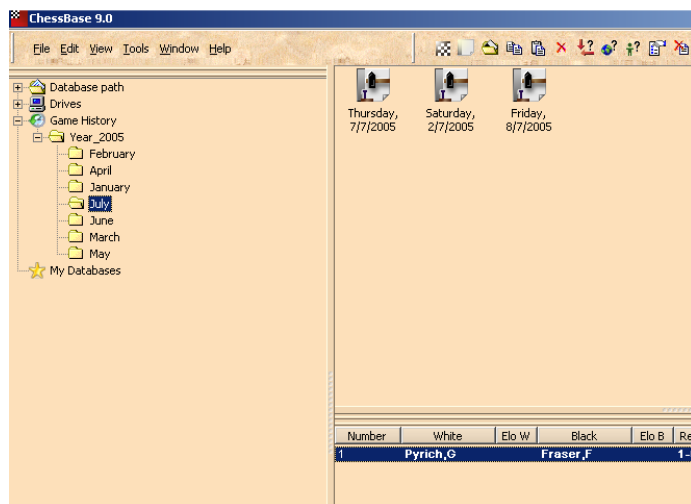 ChessBase 9.0
File Edit View Tools Window Help
Database path
Drives
Game History
Year_2005
February
April
January
July
June
March
May
My Databases
Thursday, 7/7/2005
Saturday, 2/7/2005
Friday, 8/7/2005
Number White Elo W Black Elo B Re
1 Pyrich,G Fraser,F 1-